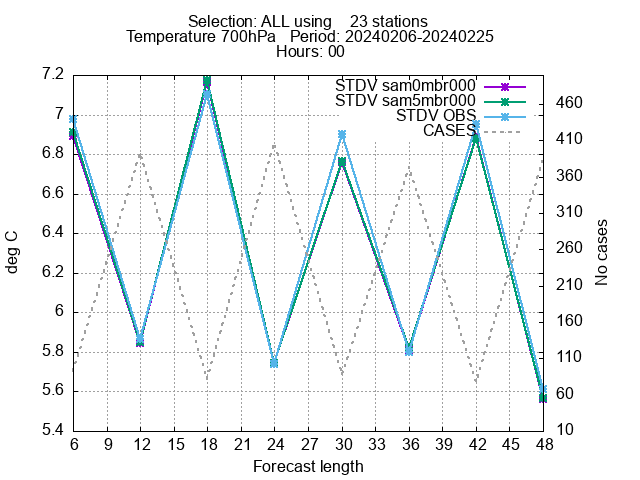 Selection: ALL using    23 stations
Temperature 700hPa   Period: 20240206-20240225
Hours: 00
STDV sam0mbr000
STDV sam5mbr000
STDV OBS
CASES
7.2
7
6.8
6.6
6.4
6.2
6
5.8
5.6
5.4
deg C
460
410
360
310
260
210
160
110
60
10
No cases
6 9 12 15 18 21 24 27 30 33 36 39 42 45 48
Forecast length